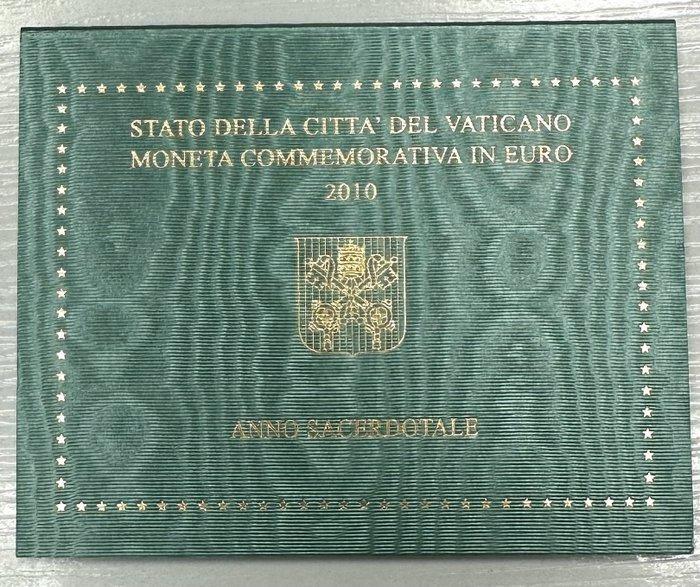 STATO DELLA CITTA' DEL VATICANO
MONETA COMMEMORATIVA IN EURO
2010
ANNO SACERDOTALE